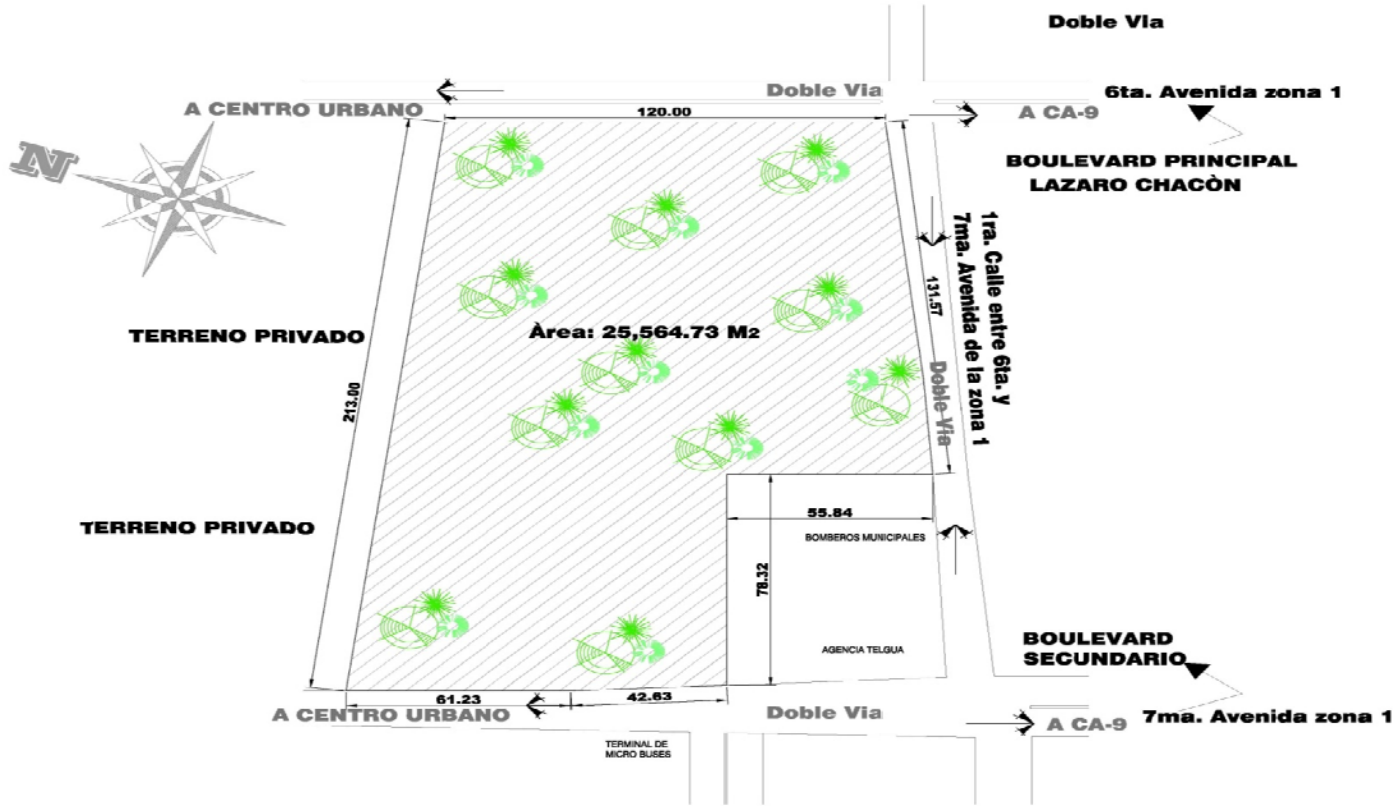 Doble VIa
Doble Via
6ta. Avenida zona 1
A CENTRO URBANO
120.00
A CA-9
N
BOULEVARD PRINCIPAL
LAZARO CHACÒN
1ra. Calle entre 6ta. y
7ma. Avenida de la zona 1
131.57
TERRENO PRIVADO
Àrea: 25,564.73 M2
213.00
Doble Via
TERRENO PRIVADO
55.84
BOMBEROS MUNICIPALES
78.32
AGENCIA TELGUA
BOULEVARD
SECUNDARIO
61.23
42.63
A CENTRO URBANO
Doble Via
A CA-9
7ma. Avenida zona 1
TERMINAL DE
MICRO BUSES